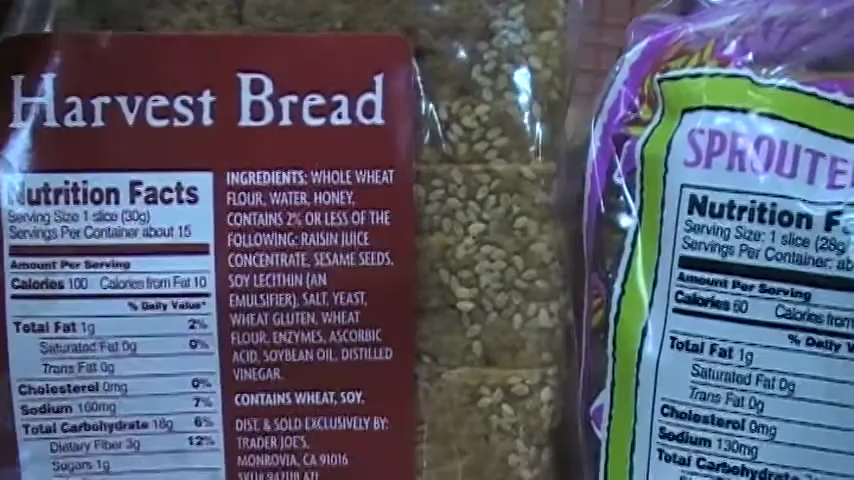 Harvest Bread
Nutrition Facts
Serving Size 1 slice (30g)
Servings Per Container about 15
Amount Per Serving
Calories 100 Calories from Fat 10
% Daily Value*
Total Fat 1g 2%
Saturated Fat 0g 0%
Trans Fat 0g
Cholesterol 0mg 0%
Sodium 160mg 7%
Total Carbohydrate 18g 6%
Dietary Fiber 3g 12%
Sugars 1g
INGREDIENTS: WHOLE WHEAT
FLOUR, WATER, HONEY,
CONTAINS 2% OR LESS OF THE
FOLLOWING: RAISIN JUICE
CONCENTRATE, SESAME SEEDS,
SOY LECITHIN (AN
EMULSIFIER), SALT, YEAST,
WHEAT GLUTEN, WHEAT
FLOUR, ENZYMES, ASCORBIC
ACID, SOYBEAN OIL, DISTILLED
VINEGAR.
CONTAINS WHEAT, SOY.
DIST. & SOLD EXCLUSIVELY BY:
TRADER JOE'S,
MONROVIA, CA 91016
SPROUTE
Nutrition F
Serving Size: 1 slice (28g
Servings Per Container: ab
Amount Per Serving
Calories 60 Calories from
% Daily V
Total Fat 1g
Saturated Fat 0g
Trans Fat 0g
Cholesterol 0mg
Sodium 130mg
Total Carbohydrate